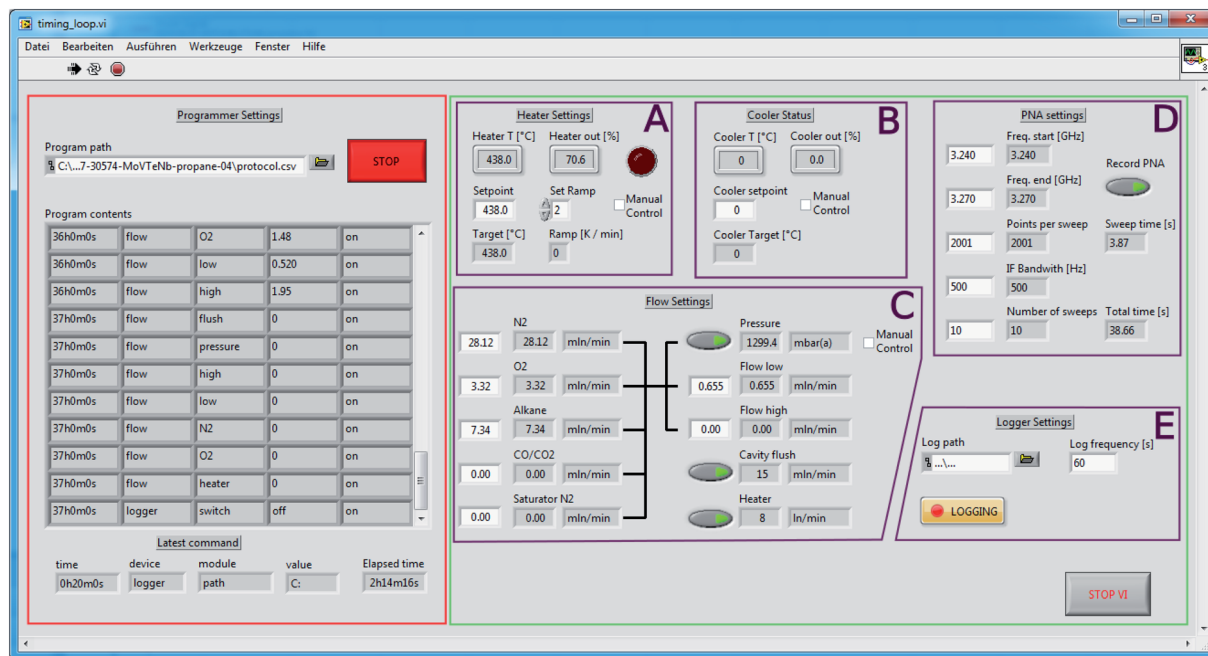 timing_loop.vi
Datei Bearbeiten Ausführen Werkzeuge Fenster Hilfe
3
Programmer Settings
Program path
C:\...7-30574-MoVTeNb-propane-04\protocol.csv
STOP
Program contents
36h0m0s flow O2 1.48 on
36h0m0s flow low 0.520 on
36h0m0s flow high 1.95 on
36h0m0s flow flush 0 on
37h0m0s flow pressure 0 on
37h0m0s flow high 0 on
37h0m0s flow low 0 on
37h0m0s flow N2 0 on
37h0m0s flow O2 0 on
37h0m0s flow heater 0 on
37h0m0s logger switch off on
Latest command
time device module value Elapsed time
0h20m0s logger path C: 2h14m16s
Heater Settings A
Heater T [°C] Heater out [%]
438.0 70.6
Setpoint Set Ramp
438.0 2 Manual Control
Target [°C] Ramp [K / min]
438.0 0
Cooler Status B
Cooler T [°C] Cooler out [%]
0 0.0
Cooler setpoint Manual Control
0
Cooler Target [°C]
0
Flow Settings C
N2 Pressure
28.12 28.12 mln/min 1299.4 mbar(a) Manual Control
O2 Flow low
3.32 3.32 mln/min 0.655 0.655 mln/min
Alkane Flow high
7.34 7.34 mln/min 0.00 0.00 mln/min
CO/CO2 Cavity flush
0.00 0.00 mln/min 15 mln/min
Saturator N2 Heater
0.00 0.00 mln/min 8 ln/min
PNA settings D
Freq. start [GHz]
3.240 3.240 Record PNA
Freq. end [GHz]
3.270 3.270
Points per sweep Sweep time [s]
2001 2001 3.87
IF Bandwith [Hz]
500 500
Number of sweeps Total time [s]
10 10 38.66
Logger Settings E
Log path Log frequency [s]
...\... 60
LOGGING
STOP VI